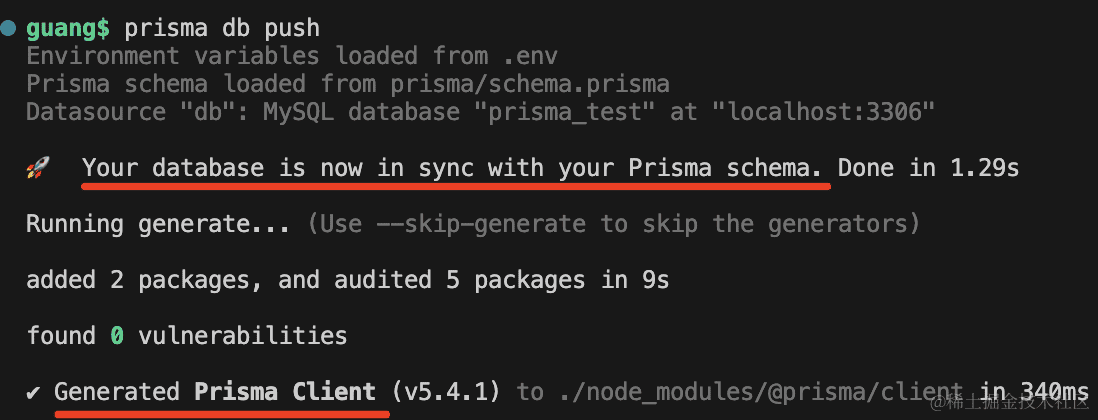 guang$ prisma db push
Environment variables loaded from .env
Prisma schema loaded from prisma/schema.prisma
Datasource "db": MySQL database "prisma_test" at "localhost:3306"
🚀 Your database is now in sync with your Prisma schema. Done in 1.29s
Running generate... (Use --skip-generate to skip the generators)
added 2 packages, and audited 5 packages in 9s
found 0 vulnerabilities
✔ Generated Prisma Client (v5.4.1) to ./node_modules/@prisma/client in 340ms
@稀土掘金技术社区